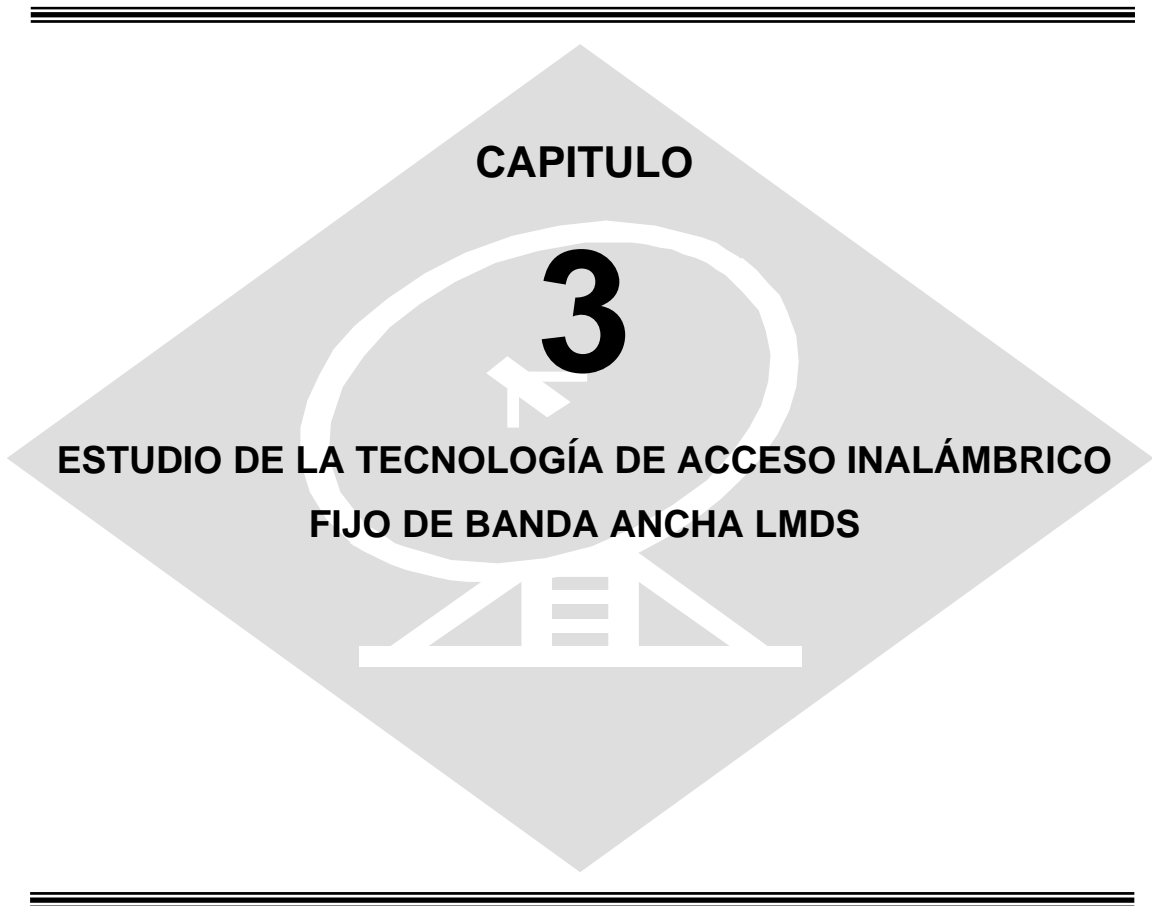 CAPITULO
3
ESTUDIO DE LA TECNOLOGÍA DE ACCESO INALÁMBRICO
FIJO DE BANDA ANCHA LMDS